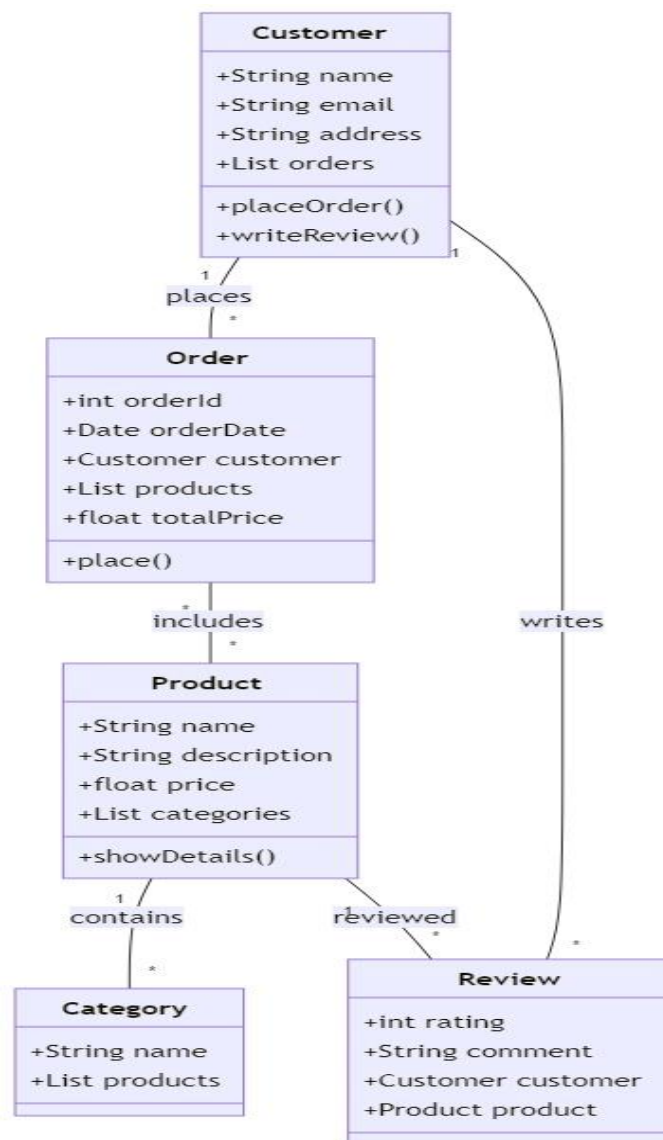 Customer
+String name
+String email
+String address
+List orders
+placeOrder()
+writeReview()
1
1
places
*
Order
+int orderId
+Date orderDate
+Customer customer
+List products
+float totalPrice
+place()
*
includes
writes
*
Product
+String name
+String description
+float price
+List categories
+showDetails()
1
contains
1
reviewed
*
*
*
Category
+String name
+List products
Review
+int rating
+String comment
+Customer customer
+Product product